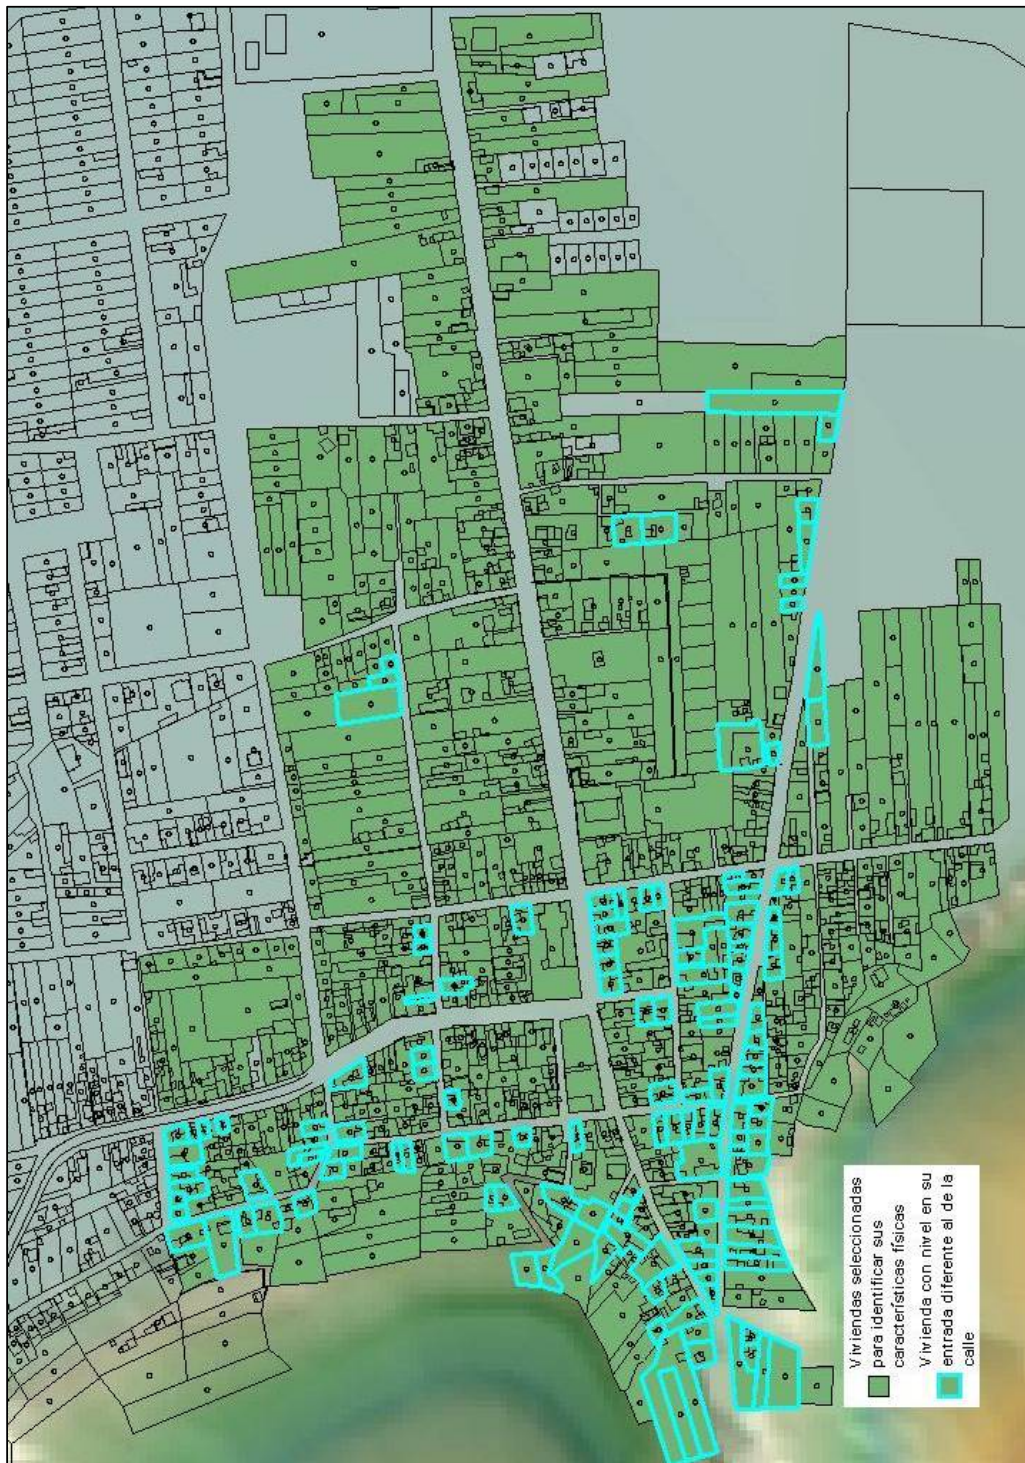 Viviendas seleccionadas
para identificar sus
características físicas
Vivienda con nivel en su
entrada diferente al de la
calle